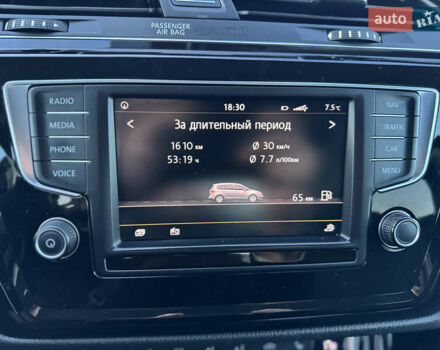 auto RIA
PASSENGER
AIR BAG
RADIO
MEDIA
PHONE
VOICE
NAV
TRAFFIC
CAR
MENU
18:30
7.5°C
< За длительный период >
1610 км Ø 30 км/ч
53:19 ч Ø 7.7 л/100км
65 км